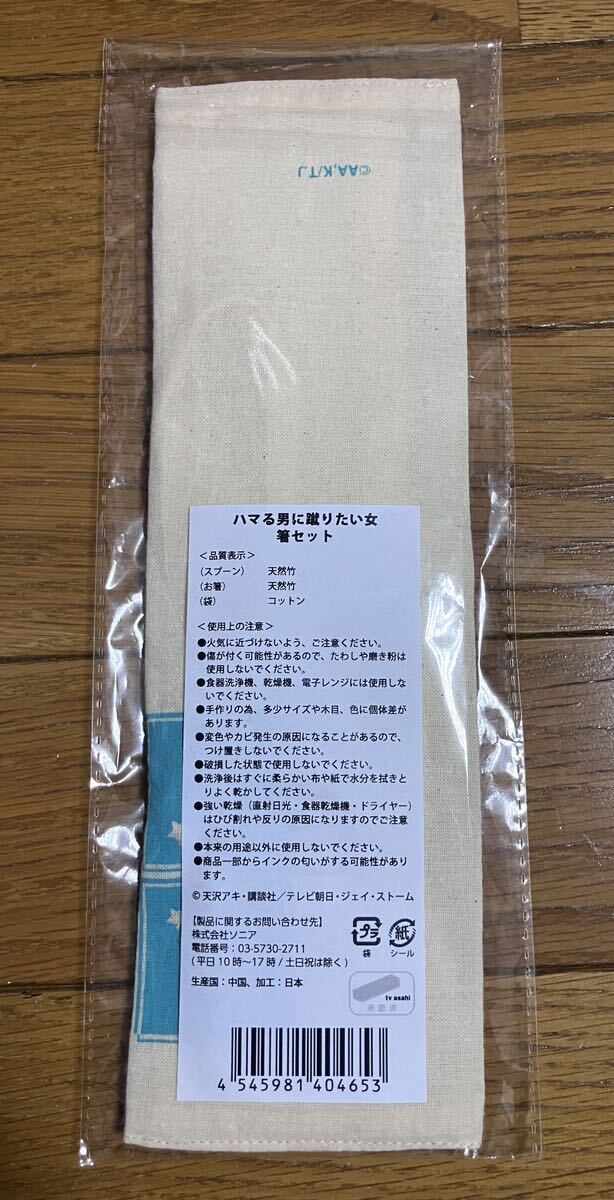 ©AA,K/T.J
ハマる男に蹴りたい女
箸セット
＜品質表示＞
（スプーン） 天然竹
（お箸） 天然竹
（袋） コットン
＜使用上の注意＞
●火気に近づけないよう、ご注意ください。
●傷が付く可能性があるので、たわしや磨き粉は
使用しないでください。
●食器洗浄機、乾燥機、電子レンジには使用しな
いでください。
●手作りの為、多少サイズや木目、色に個体差が
あります。
●変色やカビ発生の原因になることがあるので、
つけ置きしないでください。
●破損した状態で使用しないでください。
●洗浄後はすぐに柔らかい布や紙で水分を拭きと
りよく乾かしてください。
●強い乾燥（直射日光・食器乾燥機・ドライヤー）
はひび割れや反りの原因になりますのでご注意
ください。
●本来の用途以外に使用しないでください。
●商品一部からインクの匂いがする可能性があり
ます。
©天沢アキ・講談社／テレビ朝日・ジェイ・ストーム
【製品に関するお問い合わせ先】
株式会社ソニア
電話番号：03-5730-2711
（平日10時～17時/土日祝は除く）
プラ
袋
紙
シール
生産国：中国、加工：日本
tv asahi
承認済
4 545981 404653